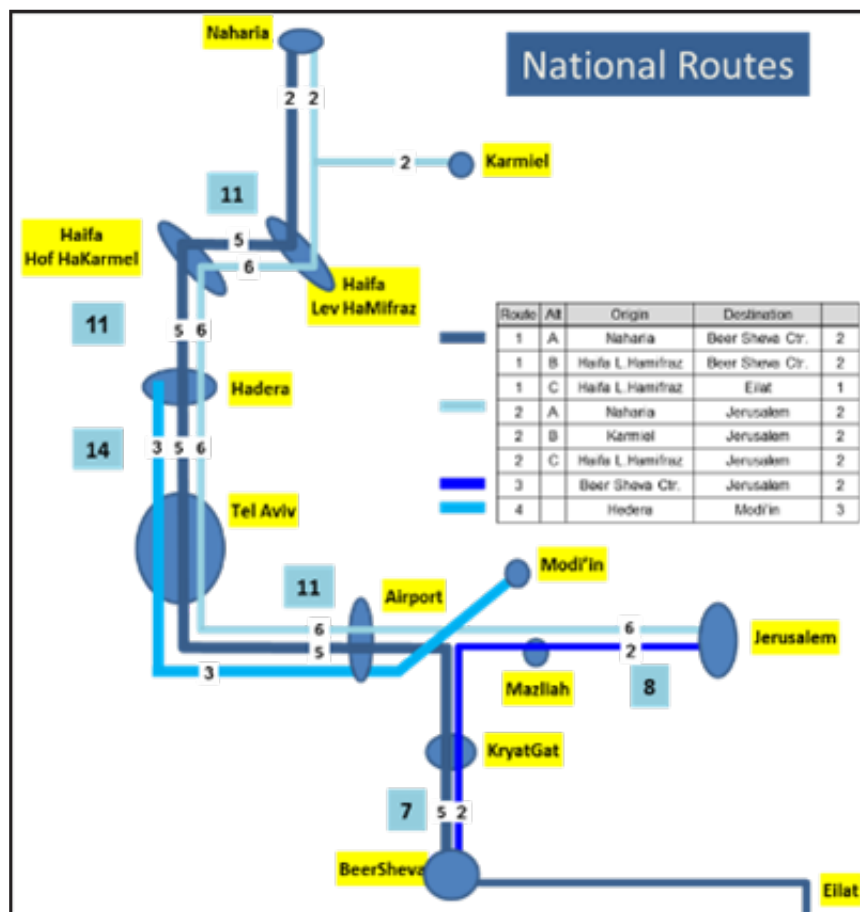 Naharia
National Routes
2 2
2
Karmiel
11
Haifa
Hof HaKarmel
5
6
Haifa
Lev HaMifraz
11
5 6
Route Alt Origin Destination
1 A Naharia Beer Sheva Ctr. 2
1 B Haifa L.Hamifraz Beer Sheva Ctr. 2
1 C Haifa L.Hamifraz Eilat 1
2 A Naharia Jerusalem 2
2 B Karmiel Jerusalem 2
2 C Haifa L.Hamifraz Jerusalem 2
3 Beer Sheva Ctr. Jerusalem 2
4 Hedera Modi'in 3
Hadera
14
3 5 6
Tel Aviv
Modi'in
11
Airport
6
5
6
2
Jerusalem
3
Mazliah
8
KryatGat
7
5 2
BeerSheva
Eilat